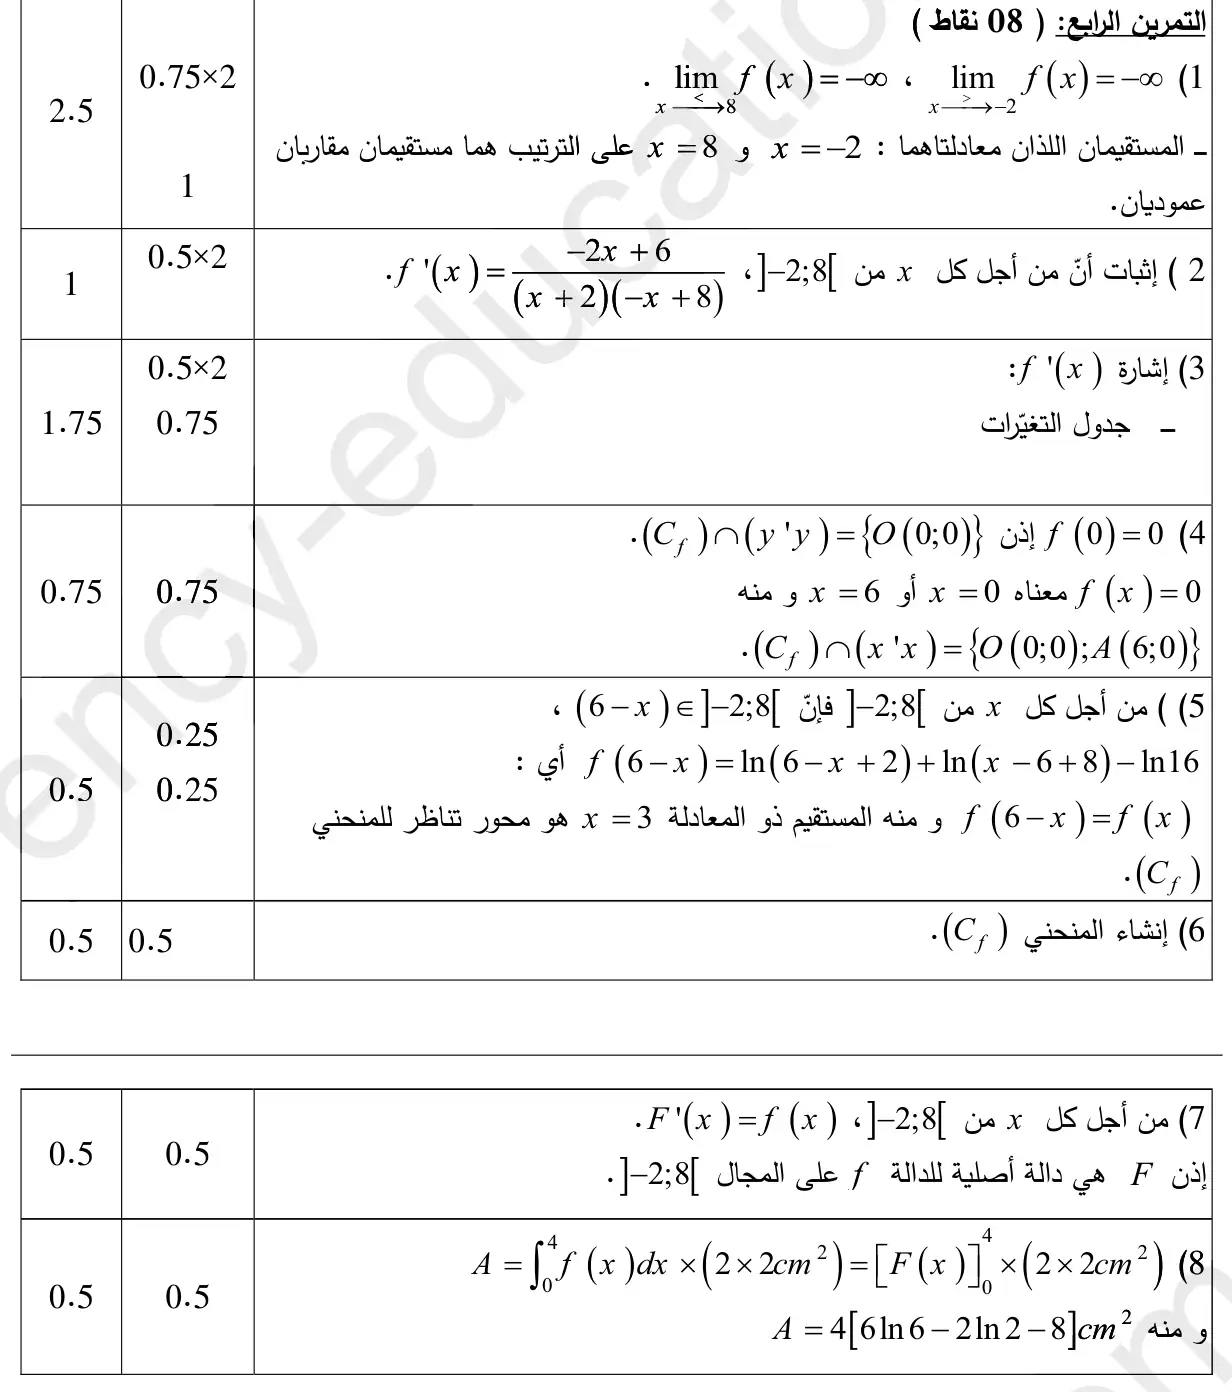 التمرين الرابع: ( 08 نقاط )
1) lim_{x →^{>} −2} f(x) = −∞ ، lim_{x →^{<} 8} f(x) = −∞ .
0.75×2
2.5
ـ المستقيمان اللذان معادلتاهما : x = −2 و x = 8 على الترتيب هما مستقيمان مقاربان
عموديان.
1
2 ) إثبات أنّ من أجل كل x من ]−2;8[ ، f '(x) = (−2x + 6)/((x + 2)(−x + 8)) .
0.5×2
1
3) إشارة f '(x) :
0.5×2
ـ جدول التغيّرات
0.75
1.75
4) f(0) = 0 إذن (C_f)∩(y'y) = {O(0;0)} .
f(x) = 0 معناه x = 0 أو x = 6 و منه
0.75
0.75
(C_f)∩(x'x) = {O(0;0);A(6;0)} .
5) ) من أجل كل x من ]−2;8[ فإنّ (6−x)∈]−2;8[ ،
0.25
f(6−x) = ln(6−x+2)+ln(x−6+8)−ln16 أي :
0.25
0.5
f(6−x) = f(x) و منه المستقيم ذو المعادلة x = 3 هو محور تناظر للمنحني
(C_f) .
6) إنشاء المنحني (C_f) .
0.5
0.5
7) من أجل كل x من ]−2;8[ ، F'(x) = f(x) .
0.5
0.5
إذن F هي دالة أصلية للدالة f على المجال ]−2;8[ .
8) A = ∫_0^4 f(x)dx × (2×2cm²) = [F(x)]_0^4 × (2×2cm²)
0.5
0.5
و منه A = 4[6ln6 − 2ln2 − 8]cm²
ency-education
m